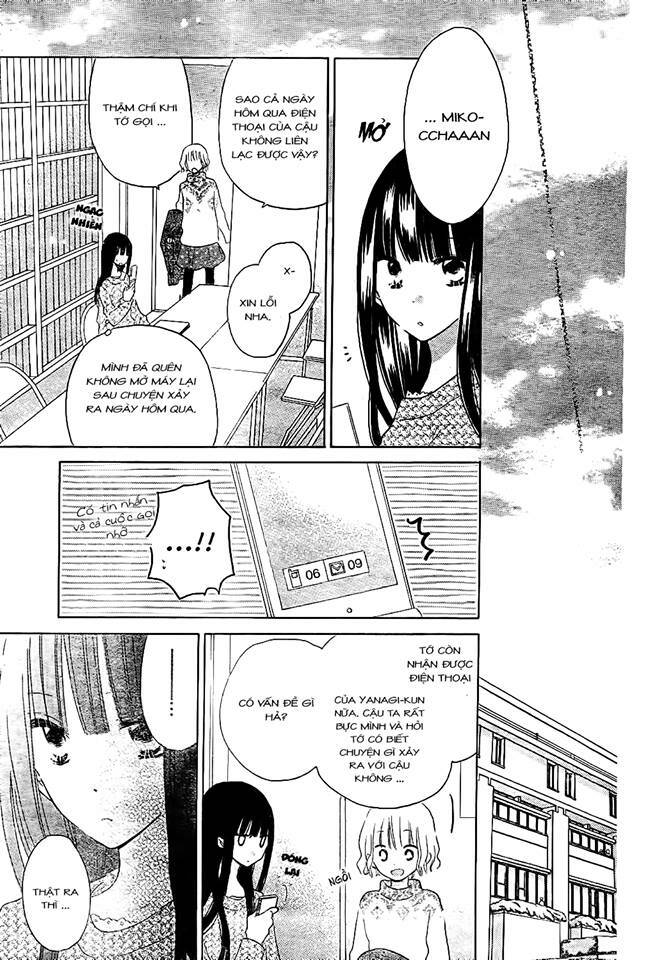 ... MIKO-
CCHAAAN
MỞ
SAO CẢ NGÀY
HÔM QUA ĐIỆN
THOẠI CỦA CẬU
KHÔNG LIÊN
LẠC ĐƯỢC VẬY?
THẬM CHÍ KHI
TỚ GỌI ...
NGẠC
NHIÊN
X-
XIN LỖI
NHA.
MÌNH ĐÃ QUÊN
KHÔNG MỞ MÁY LẠI
SAU CHUYỆN XẢY
RA NGÀY HÔM QUA.
Có tin nhắn
và cả cuộc gọi
nhỡ
...!!
06 09
TỚ CÒN
NHẬN ĐƯỢC
ĐIỆN THOẠI
CỦA YANAGI-KUN
NỮA. CẬU TA RẤT
BỰC MÌNH VÀ HỎI
TỚ CÓ BIẾT
CHUYỆN GÌ XẢY
RA VỚI CẬU
KHÔNG ...
CÓ VẤN ĐỀ GÌ
HẢ?
NGỒI
ĐÓNG
LẠI
.........
THẬT RA
THÌ ...